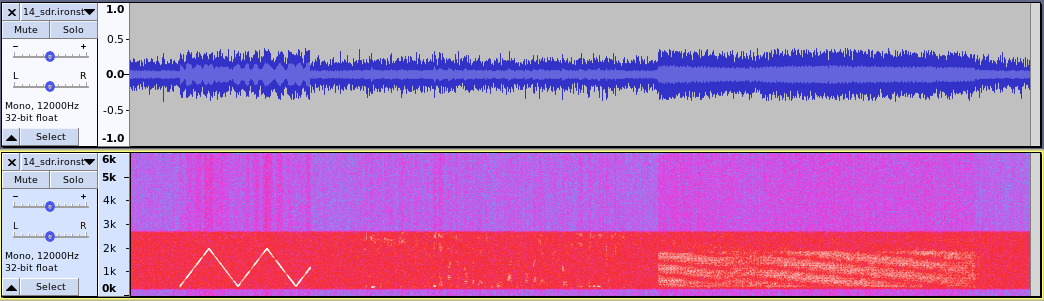 14_sdr.ironst
Mute Solo
- +
L R
Mono, 12000Hz
32-bit float
Select
1.0
0.5
0.0
-0.5
-1.0
14_sdr.ironst
Mute Solo
- +
L R
Mono, 12000Hz
32-bit float
Select
6k
5k
4k
3k
2k
1k
0k